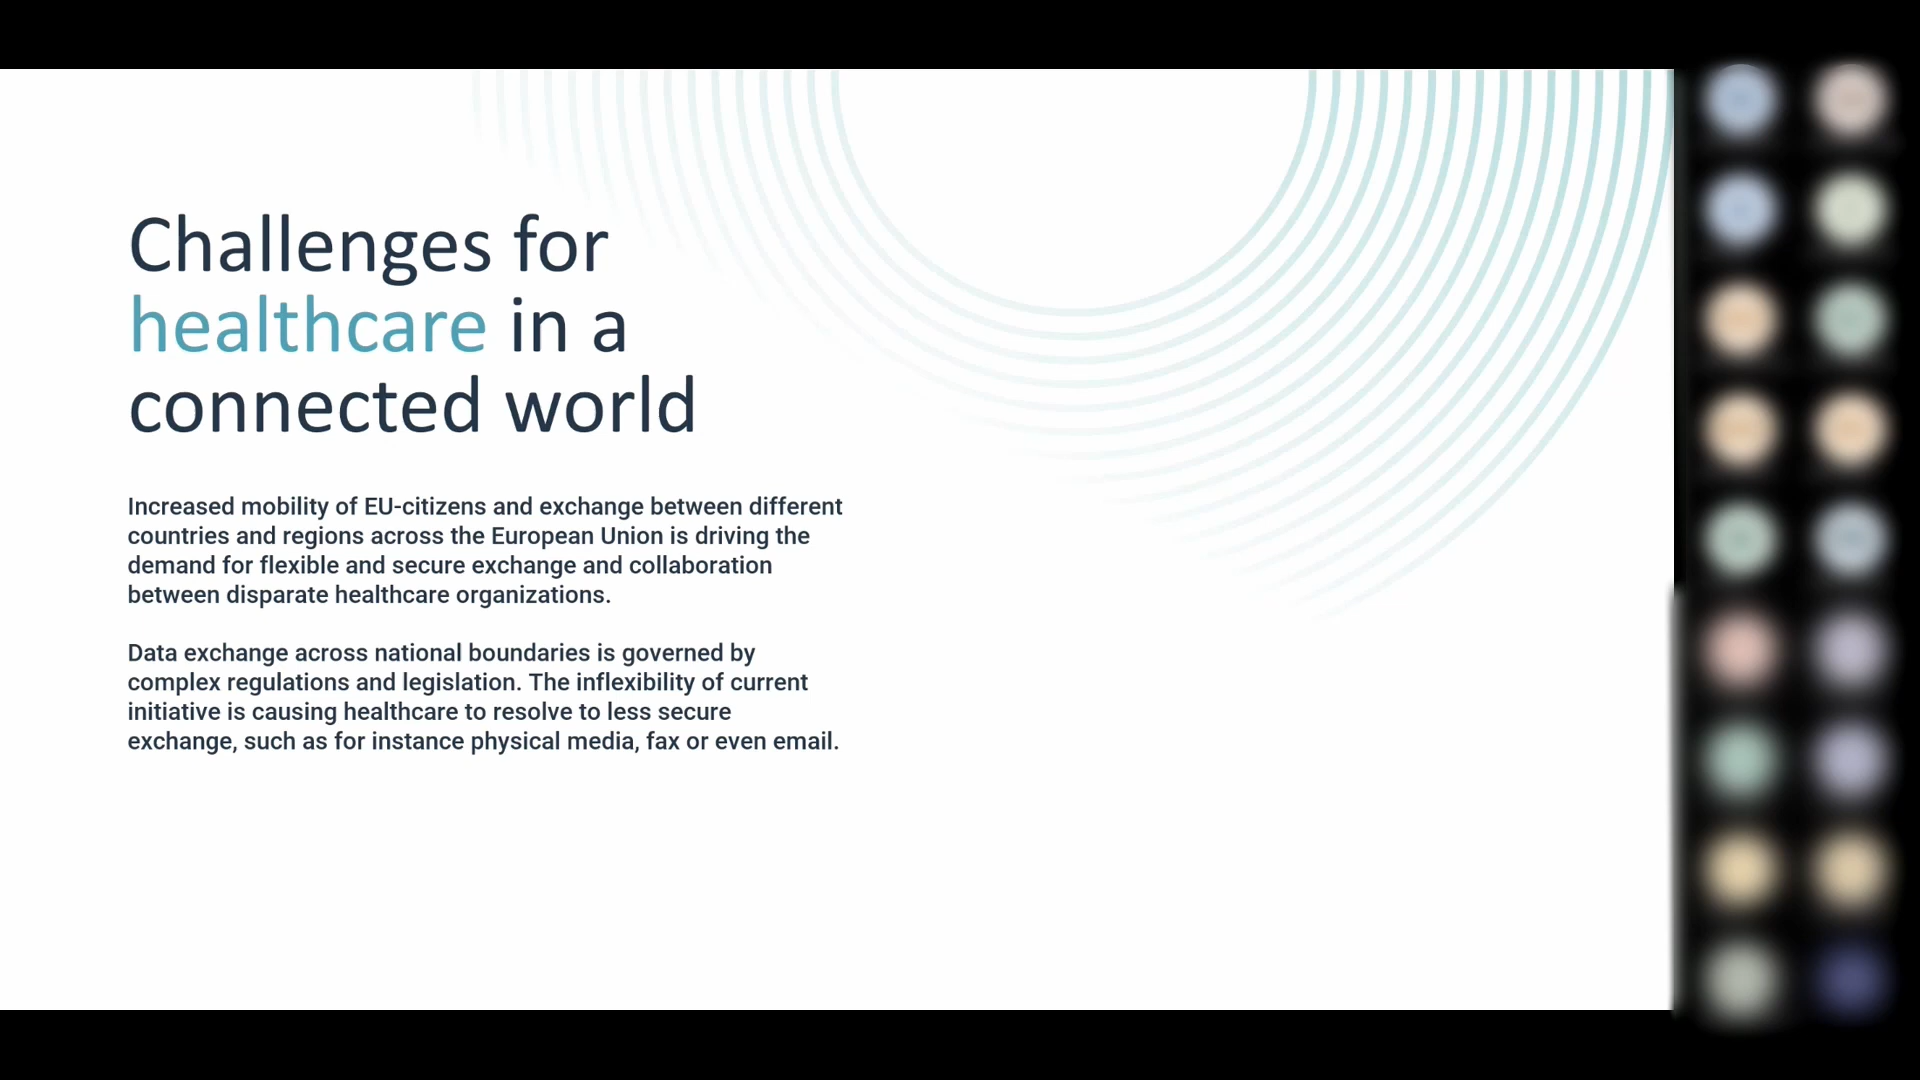 Challenges for
healthcare in a
connected world
Increased mobility of EU-citizens and exchange between different
countries and regions across the European Union is driving the
demand for flexible and secure exchange and collaboration
between disparate healthcare organizations.
Data exchange across national boundaries is governed by
complex regulations and legislation. The inflexibility of current
initiative is causing healthcare to resolve to less secure
exchange, such as for instance physical media, fax or even email.